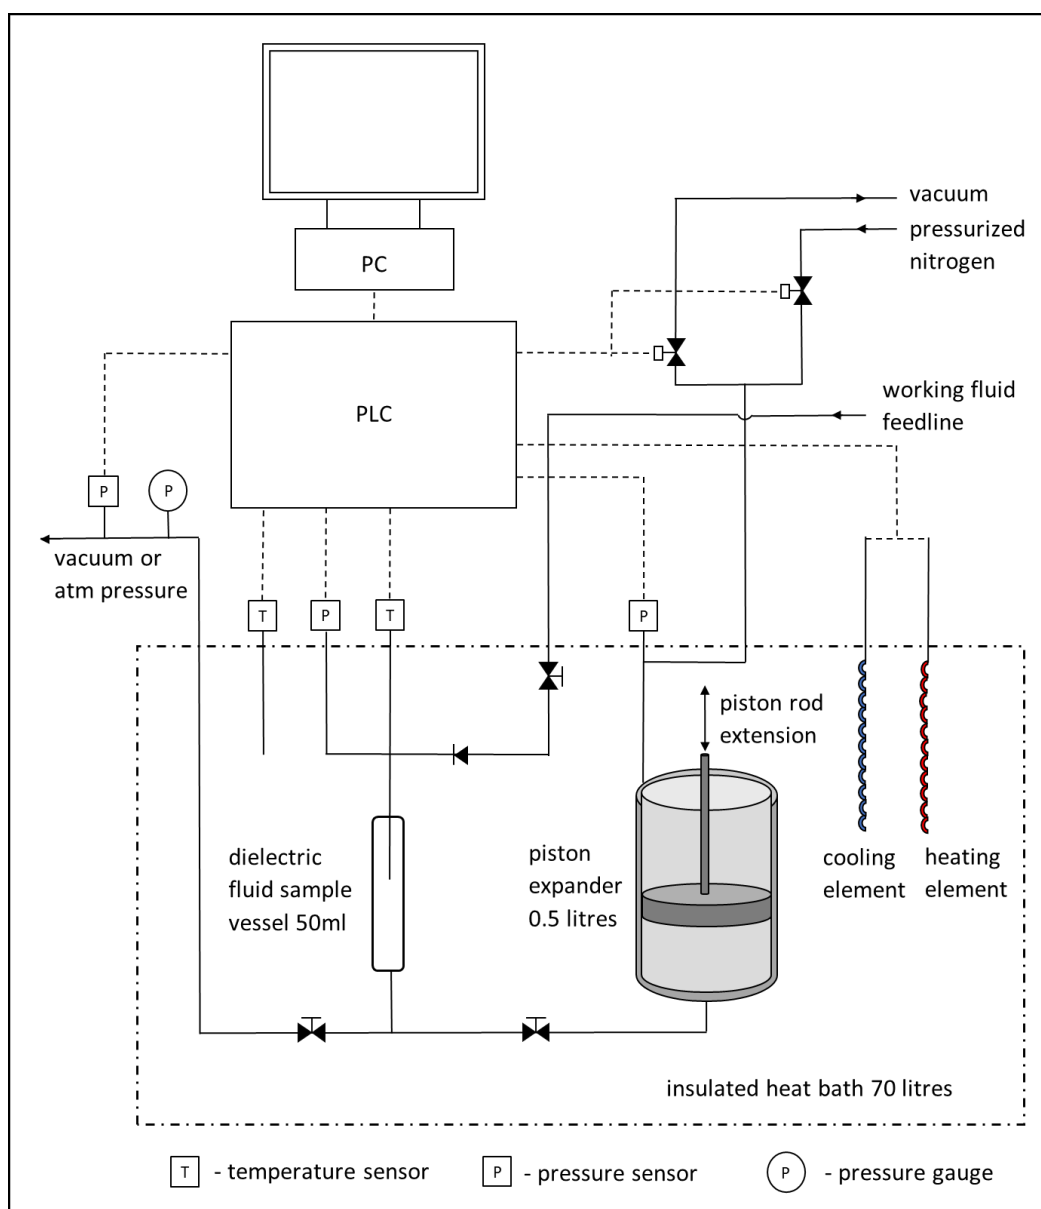 PC
vacuum
pressurized
nitrogen
PLC
working fluid
feedline
P
P
vacuum or
atm pressure
T
P
T
P
piston rod
extension
dielectric
fluid sample
vessel 50ml
piston
expander
0.5 litres
cooling
element
heating
element
insulated heat bath 70 litres
T - temperature sensor
P - pressure sensor
P - pressure gauge